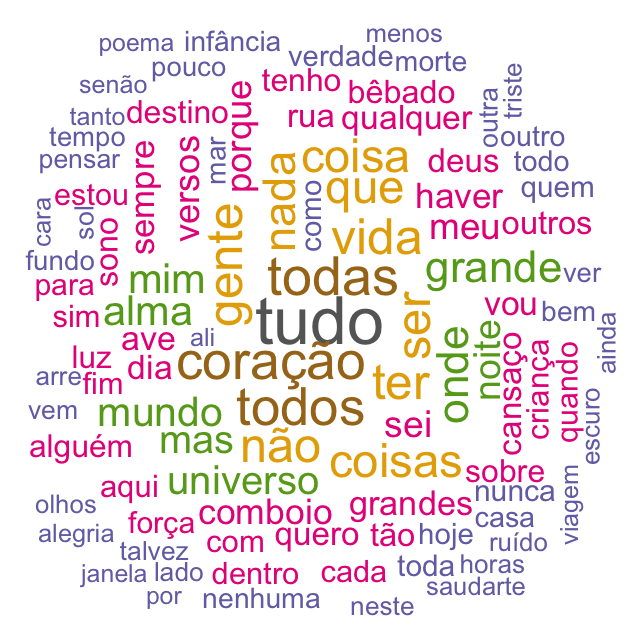 menos
poema infância
verdade morte
pouco
senão tenho triste
bêbado
tanto destino porque rua qualquer outra
tempo mar coisa outro
pensar sempre versos nada que deus todo
estou como haver quem
cara sol gente vida meu outros
sono
fundo mim todas grande ver
para
sim alma tudo ser vou bem
ave ali ainda
luz dia coração onde noite cansaço criança quando
arre fim ter
vem mundo todos sei escuro
alguém mas não coisas sobre
aqui universo nunca viagem
olhos comboio grandes casa
alegria força com quero tão hoje ruído
talvez
janela lado dentro cada toda horas
por nenhuma neste saudarte